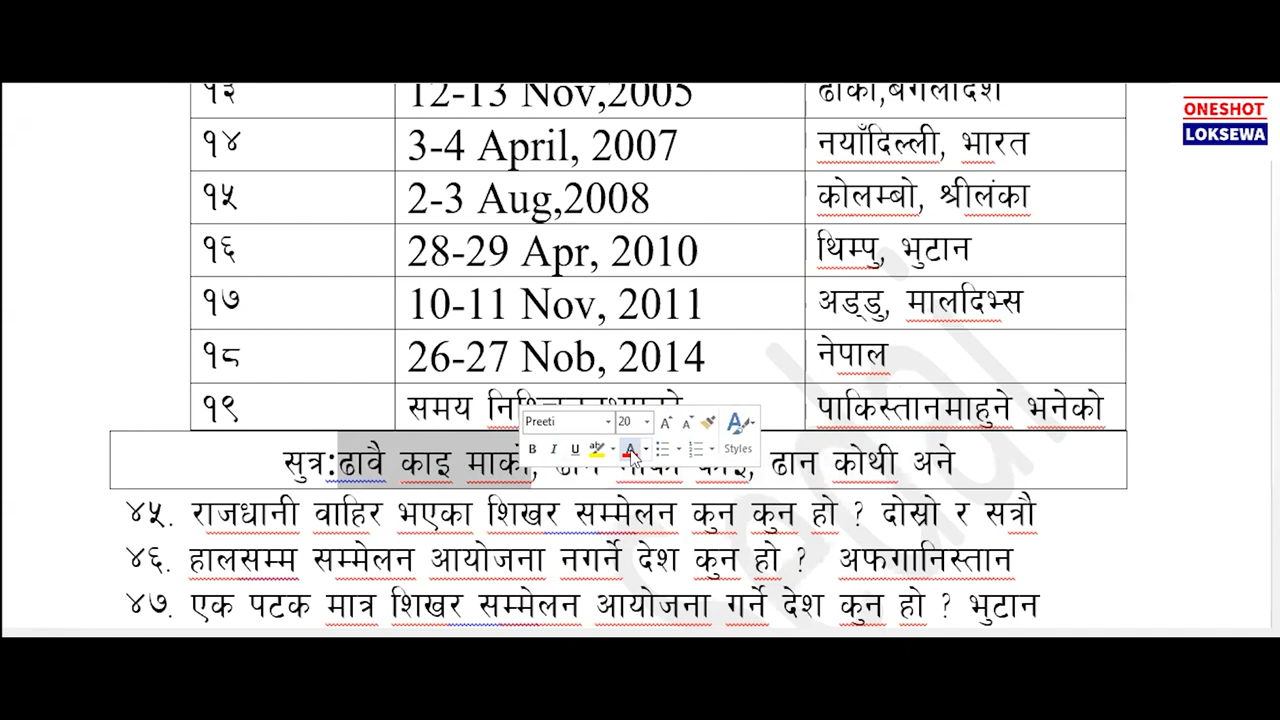 १३ 12-13 Nov,2005 ढाका,बंगलादेश
ONESHOT
LOKSEWA
१४ 3-4 April, 2007 नयाँदिल्ली, भारत
१५ 2-3 Aug,2008 कोलम्बो, श्रीलंका
१६ 28-29 Apr, 2010 थिम्पु, भुटान
१७ 10-11 Nov, 2011 अड्डु, मालदिभ्स
१८ 26-27 Nob, 2014 नेपाल
१९ समय पाकिस्तानमाहुने भनेको
Preeti 20
B I U Styles
सुत्र:ढावै काइ माको, काइ, ढान कोथी अने
४५. राजधानी वाहिर भएका शिखर सम्मेलन कुन कुन हो ? दोस्रो र सत्रौ
४६. हालसम्म सम्मेलन आयोजना नगर्ने देश कुन हो ? अफगानिस्तान
४७. एक पटक मात्र शिखर सम्मेलन आयोजना गर्ने देश कुन हो ? भुटान